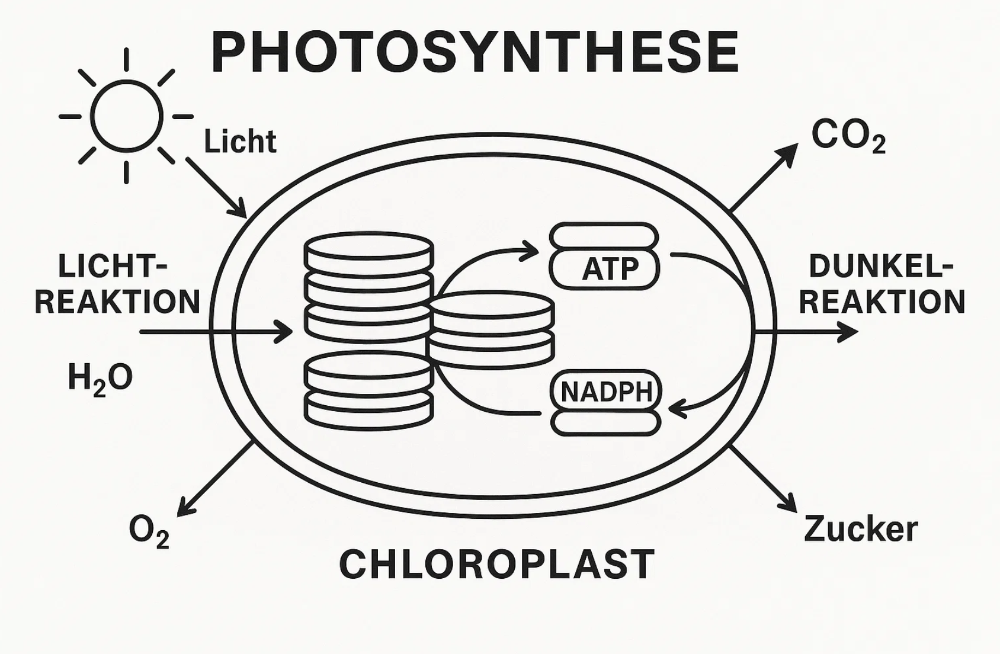 PHOTOSYNTHESE
Licht
CO₂
LICHT-
REAKTION
H₂O
ATP
NADPH
DUNKEL-
REAKTION
O₂
Zucker
CHLOROPLAST